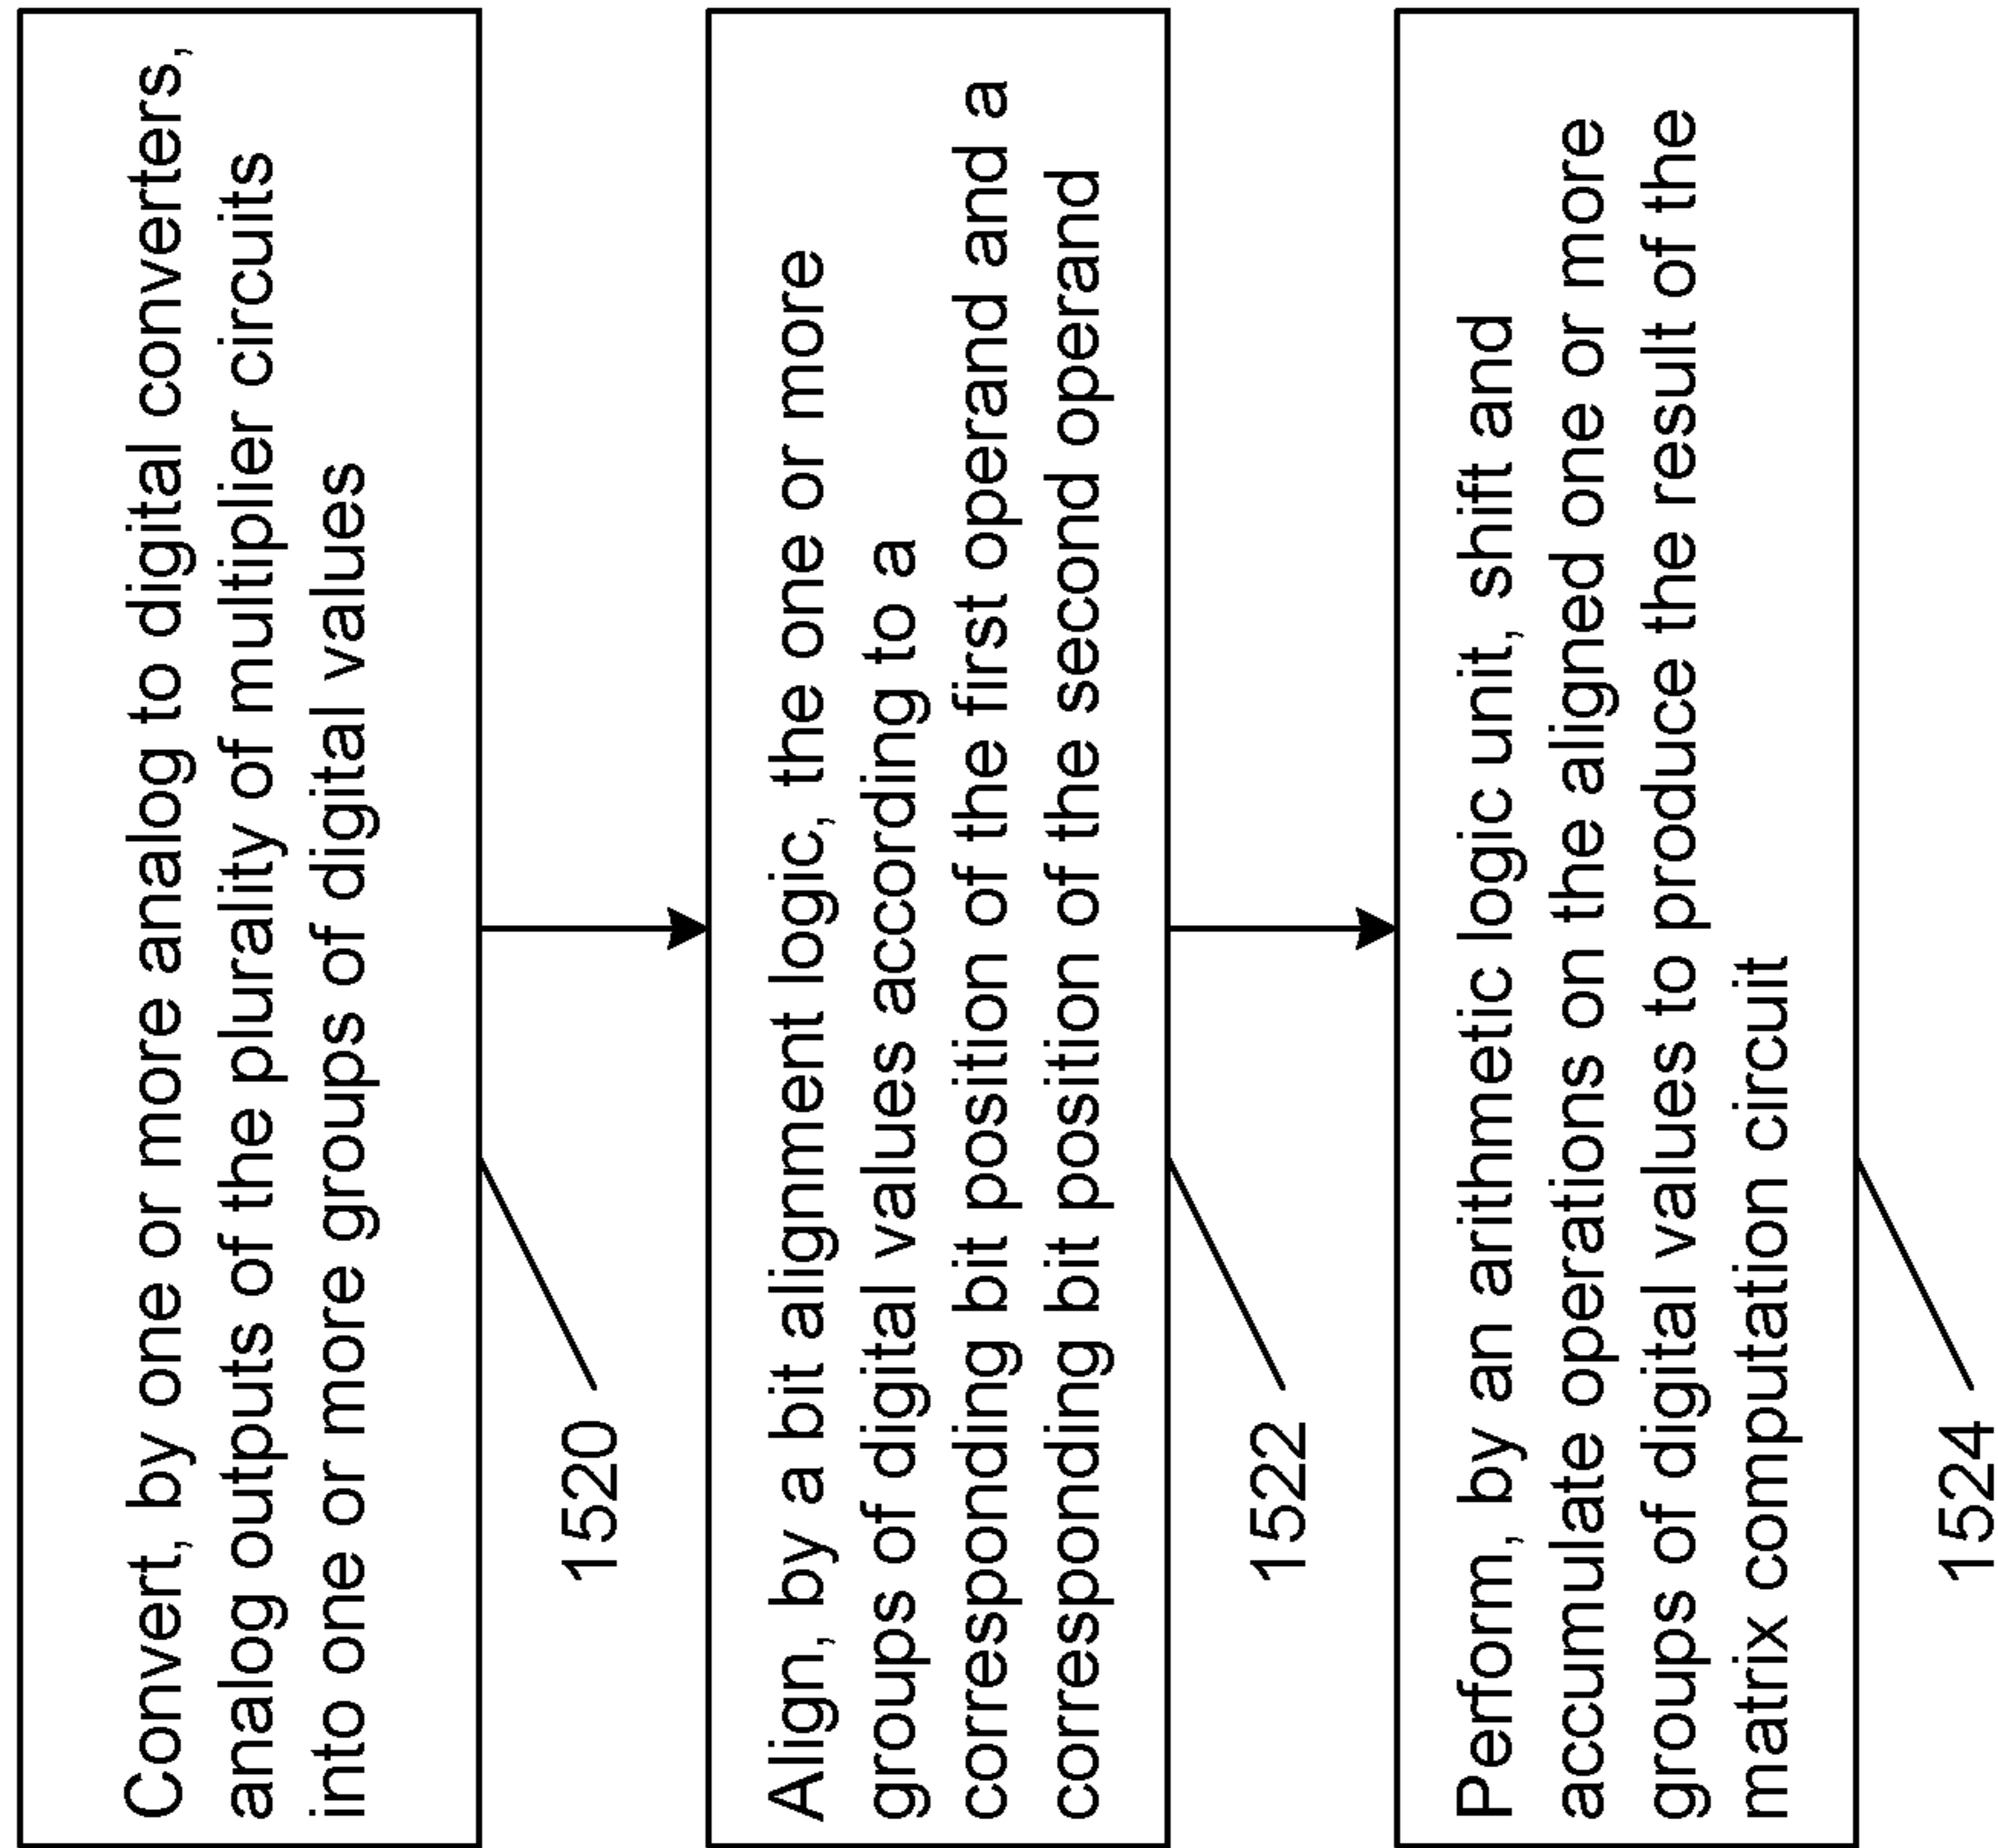 Convert, by one or more analog to digital converters,
analog outputs of the plurality of multiplier circuits
into one or more groups of digital values
1520
Align, by a bit alignment logic, the one or more
groups of digital values according to a
corresponding bit position of the first operand and a
corresponding bit position of the second operand
1522
Perform, by an arithmetic logic unit, shift and
accumulate operations on the aligned one or more
groups of digital values to produce the result of the
matrix computation circuit
1524